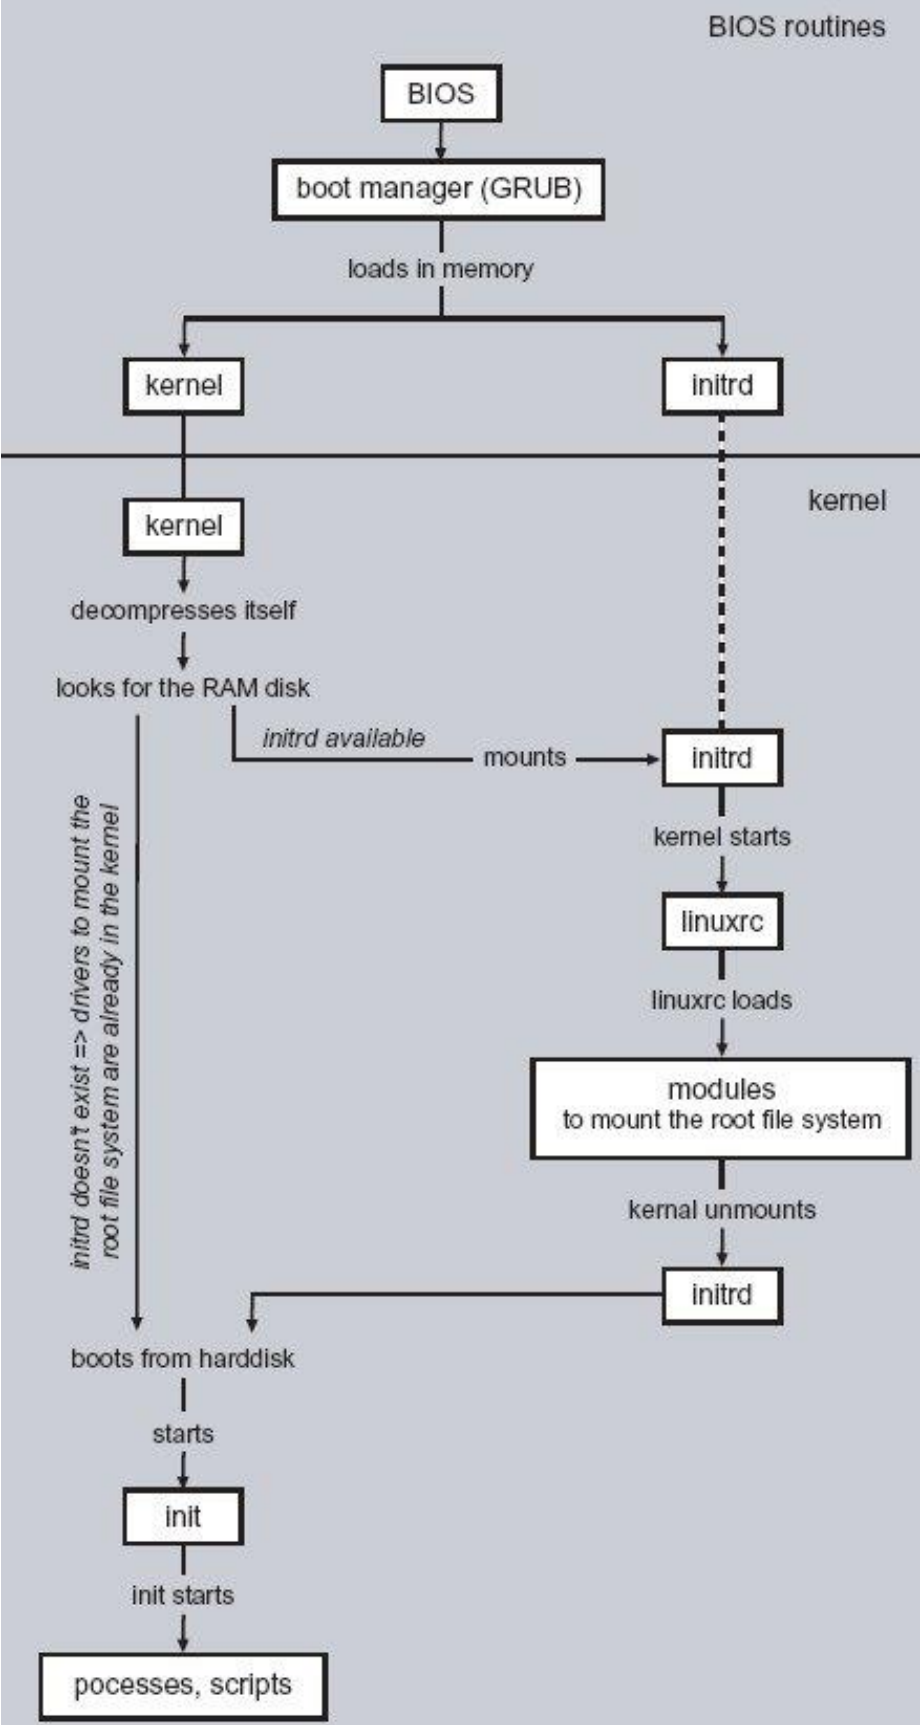 BIOS routines
BIOS
boot manager (GRUB)
loads in memory
kernel
initrd
kernel
kernel
decompresses itself
looks for the RAM disk
initrd available
mounts
initrd
kernel starts
linuxrc
linuxrc loads
modules
to mount the root file system
kernal unmounts
initrd
initrd doesn't exist => drivers to mount the
root file system are already in the kernel
boots from harddisk
starts
init
init starts
pocesses, scripts